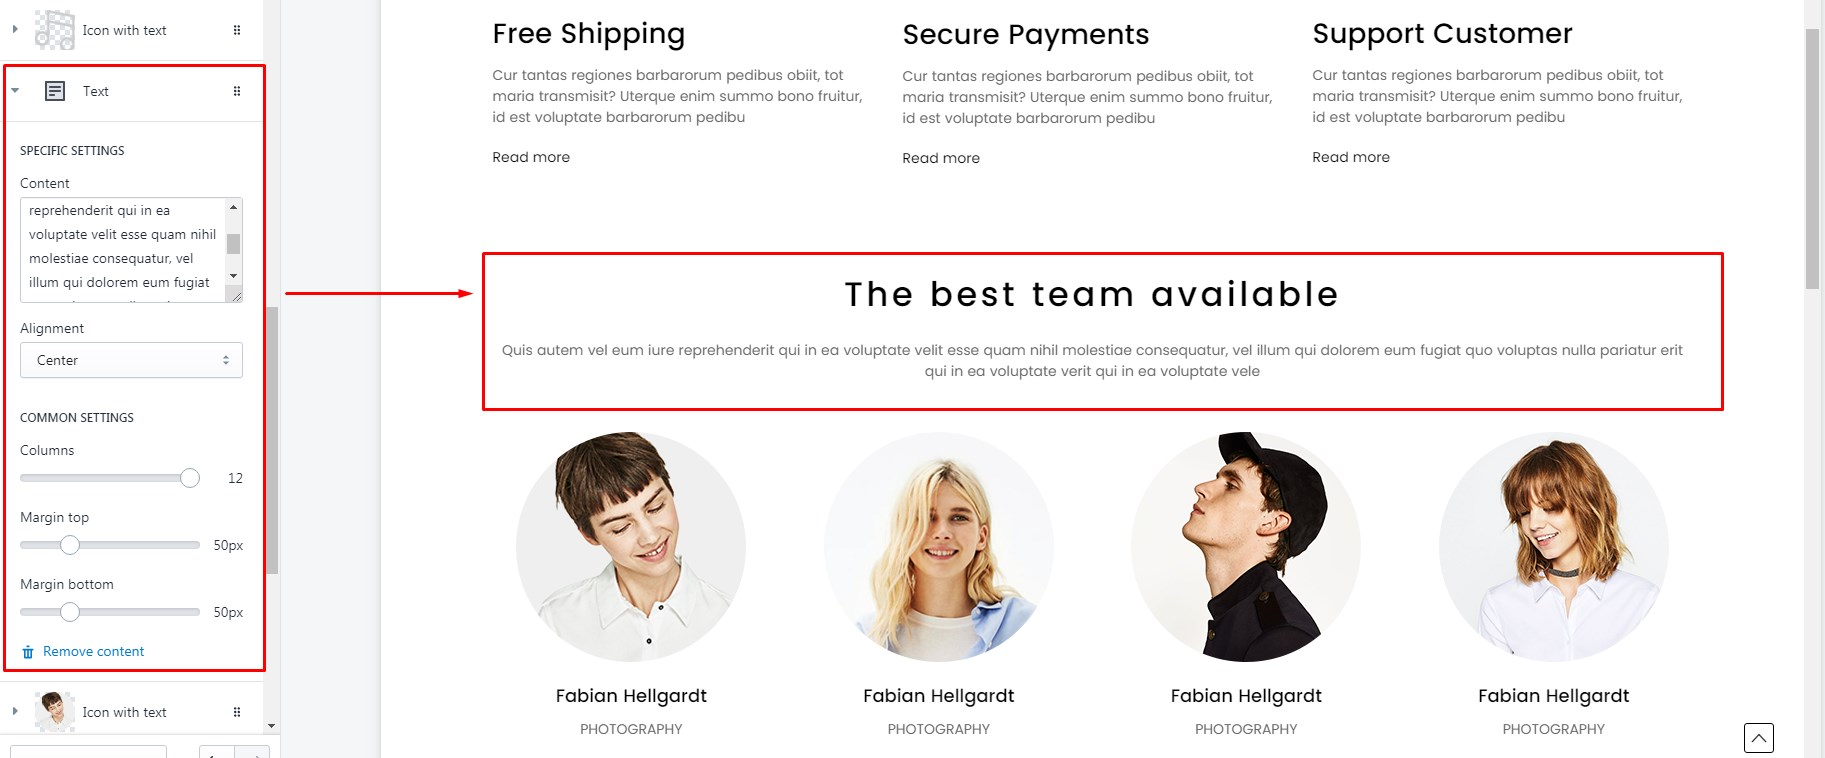 Icon with text
Text
SPECIFIC SETTINGS
Content
reprehenderit qui in ea
voluptate velit esse quam nihil
molestiae consequatur, vel
illum qui dolorem eum fugiat
Alignment
Center
COMMON SETTINGS
Columns
12
Margin top
50px
Margin bottom
50px
Remove content
Icon with text
Free Shipping
Cur tantas regiones barbarorum pedibus obiit, tot
maria transmisit? Uterque enim summo bono fruitur,
id est voluptate barbarorum pedibu
Read more
Secure Payments
Cur tantas regiones barbarorum pedibus obiit, tot
maria transmisit? Uterque enim summo bono fruitur,
id est voluptate barbarorum pedibu
Read more
Support Customer
Cur tantas regiones barbarorum pedibus obiit, tot
maria transmisit? Uterque enim summo bono fruitur,
id est voluptate barbarorum pedibu
Read more
The best team available
Quis autem vel eum iure reprehenderit qui in ea voluptate velit esse quam nihil molestiae consequatur, vel illum qui dolorem eum fugiat quo voluptas nulla pariatur erit
qui in ea voluptate verit qui in ea voluptate vele
Fabian Hellgardt
PHOTOGRAPHY
Fabian Hellgardt
PHOTOGRAPHY
Fabian Hellgardt
PHOTOGRAPHY
Fabian Hellgardt
PHOTOGRAPHY